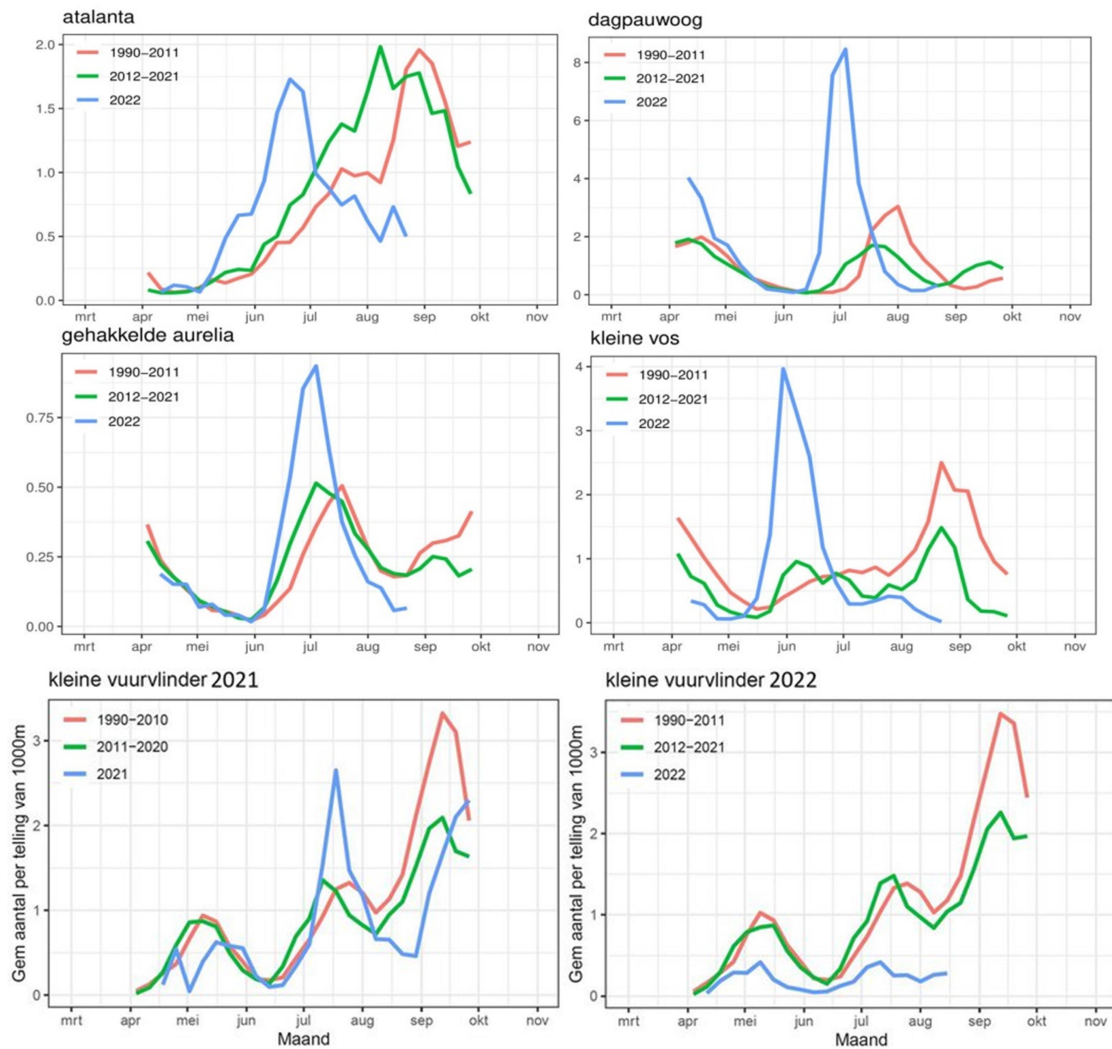 atalanta
1990-2011
2012-2021
2022
2.0
1.5
1.0
0.5
0.0
mrt apr mei jun jul aug sep okt nov
dagpauwoog
1990-2011
2012-2021
2022
8
6
4
2
0
mrt apr mei jun jul aug sep okt nov
gehakkelde aurelia
1990-2011
2012-2021
2022
0.75
0.50
0.25
0.00
mrt apr mei jun jul aug sep okt nov
kleine vos
1990-2011
2012-2021
2022
4
3
2
1
0
mrt apr mei jun jul aug sep okt nov
kleine vuurvlinder 2021
Gem aantal per telling van 1000m
1990-2010
2011-2020
2021
3
2
1
0
mrt apr mei jun jul aug sep okt nov
Maand
kleine vuurvlinder 2022
Gem aantal per telling van 1000m
1990-2011
2012-2021
2022
3
2
1
0
mrt apr mei jun jul aug sep okt nov
Maand